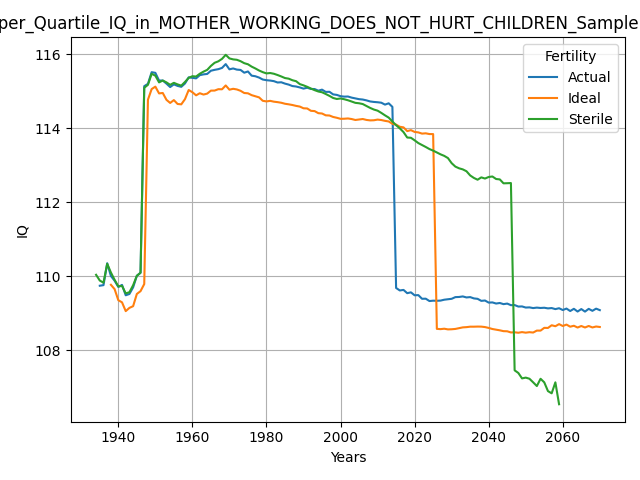 per_Quartile_IQ_in_MOTHER_WORKING_DOES_NOT_HURT_CHILDREN_Sample
Fertility
Actual
Ideal
Sterile
116
114
112
110
108
IQ
1940 1960 1980 2000 2020 2040 2060
Years